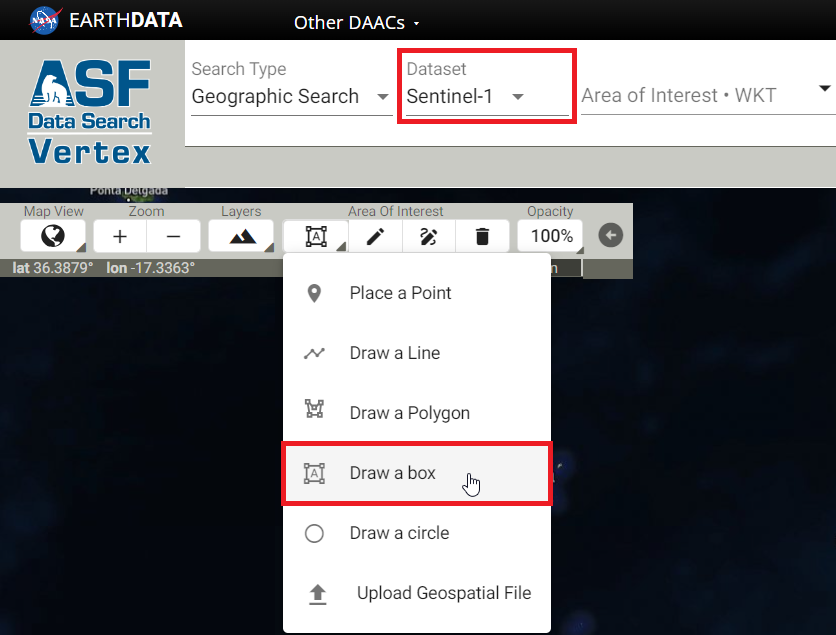 NASA EARTHDATA
Other DAACs
ASF
Data Search
Vertex
Search Type
Geographic Search
Dataset
Sentinel-1
Area of Interest • WKT
Ponta Delgada
Map View
Zoom
Layers
Area Of Interest
Opacity
+
−
A
100%
lat 36.3879° lon -17.3363°
Place a Point
Draw a Line
Draw a Polygon
A
Draw a box
Draw a circle
Upload Geospatial File